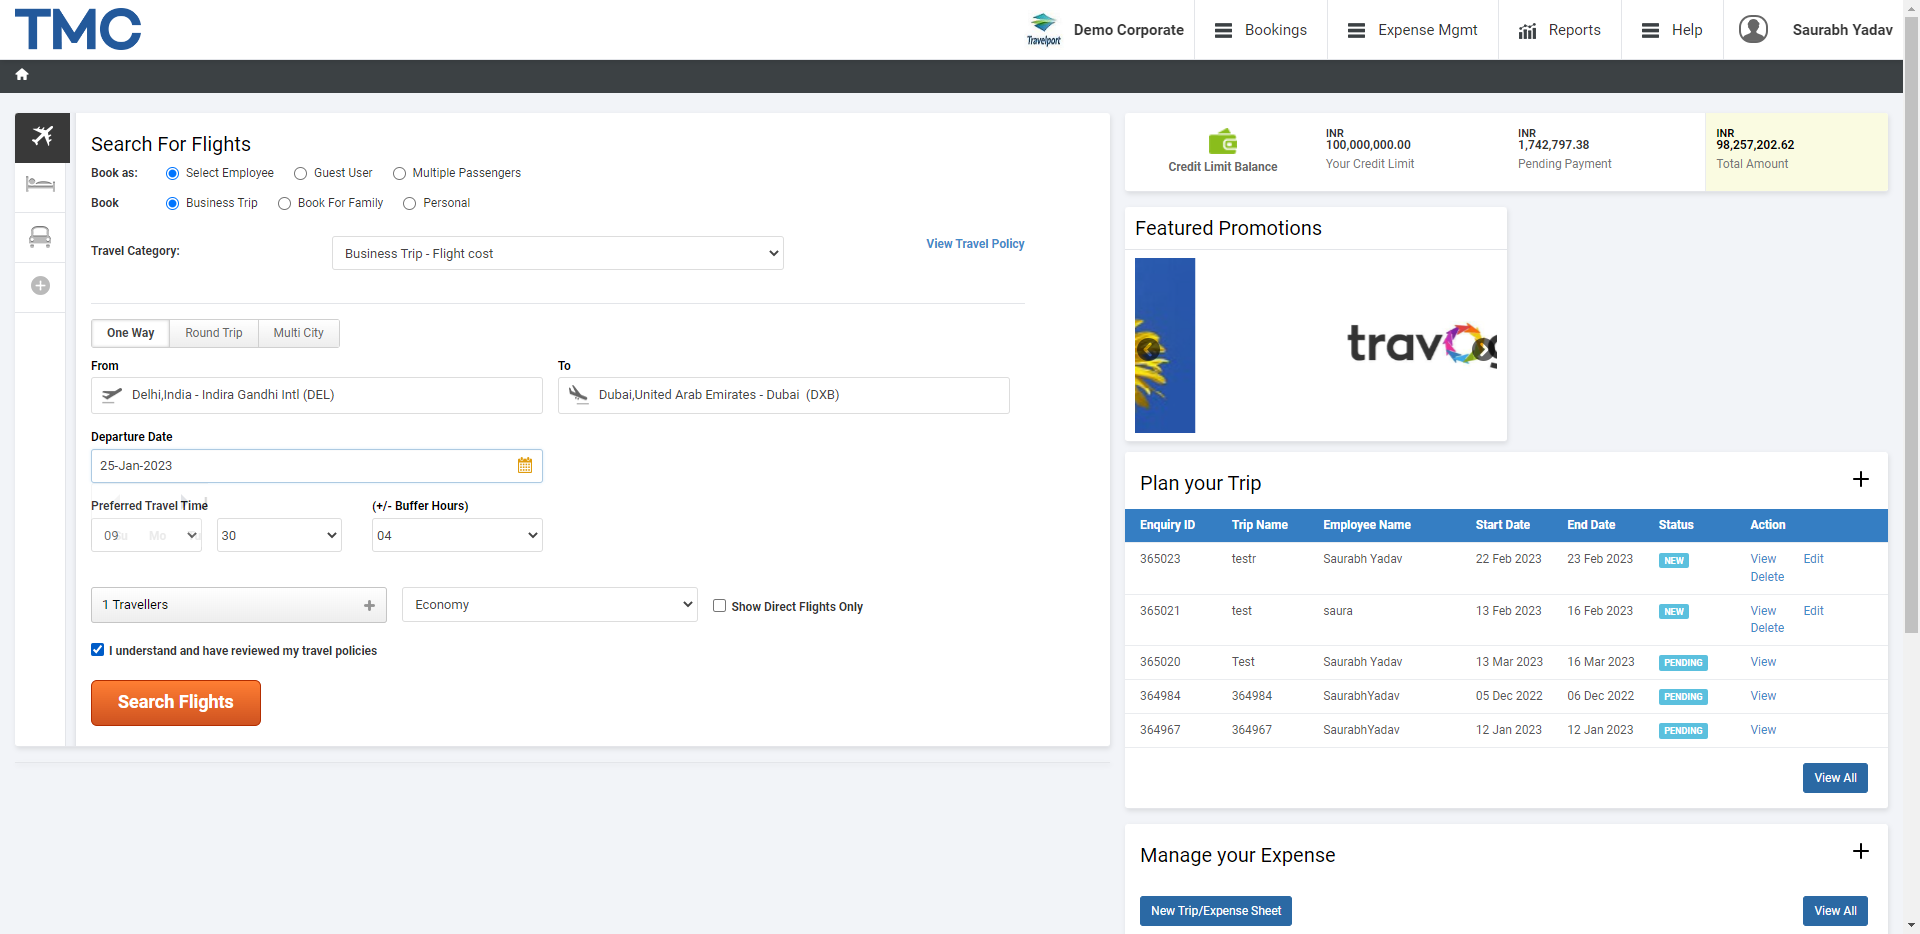 TMC
Travelport
Demo Corporate
Bookings
Expense Mgmt
Reports
Help
Saurabh Yadav
Search For Flights
Book as: Select Employee Guest User Multiple Passengers
Book Business Trip Book For Family Personal
Travel Category: Business Trip - Flight cost View Travel Policy
One Way Round Trip Multi City
From To
Delhi,India - Indira Gandhi Intl (DEL) Dubai,United Arab Emirates - Dubai (DXB)
Departure Date
25-Jan-2023
Preferred Travel Time (+/- Buffer Hours)
09 Mo 30 04
1 Travellers + Economy Show Direct Flights Only
I understand and have reviewed my travel policies
Search Flights
Credit Limit Balance
INR
100,000,000.00
Your Credit Limit
INR
1,742,797.38
Pending Payment
INR
98,257,202.62
Total Amount
Featured Promotions
trav
Plan your Trip +
Enquiry ID Trip Name Employee Name Start Date End Date Status Action
365023 testr Saurabh Yadav 22 Feb 2023 23 Feb 2023 NEW View Edit
Delete
365021 test saura 13 Feb 2023 16 Feb 2023 NEW View Edit
Delete
365020 Test Saurabh Yadav 13 Mar 2023 16 Mar 2023 PENDING View
364984 364984 SaurabhYadav 05 Dec 2022 06 Dec 2022 PENDING View
364967 364967 SaurabhYadav 12 Jan 2023 12 Jan 2023 PENDING View
View All
Manage your Expense +
New Trip/Expense Sheet View All